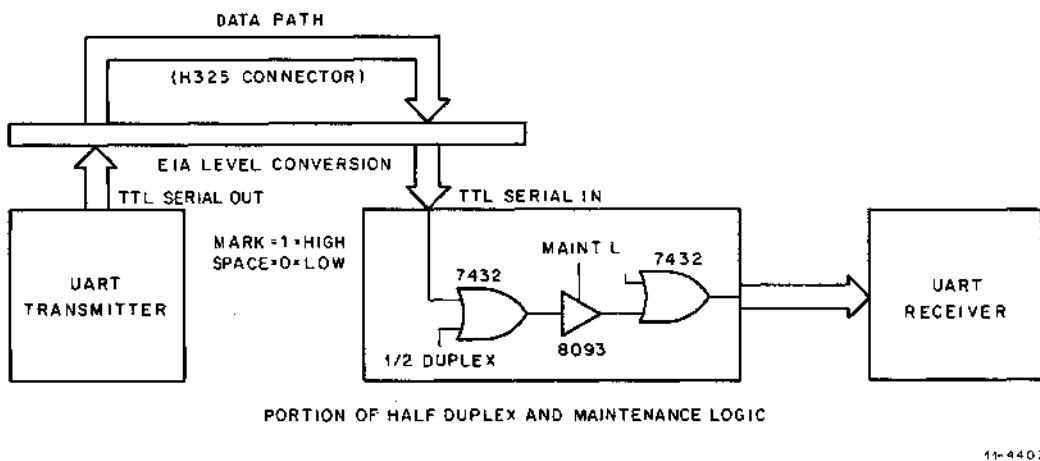 DATA PATH
(H325 CONNECTOR)
EIA LEVEL CONVERSION
TTL SERIAL OUT
TTL SERIAL IN
MARK = 1 = HIGH
SPACE = 0 = LOW
UART
TRANSMITTER
7432
MAINT L
7432
1/2 DUPLEX
8093
UART
RECEIVER
PORTION OF HALF DUPLEX AND MAINTENANCE LOGIC